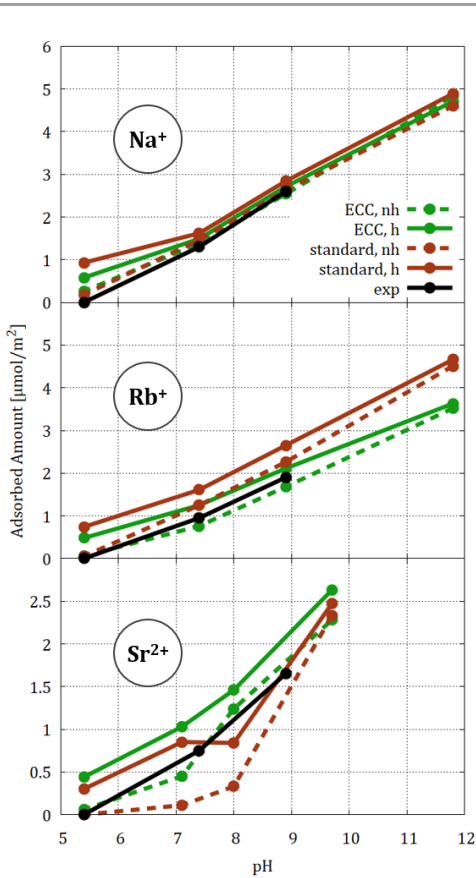 6
5
4
3
2
1
0
Na⁺
ECC, nh
ECC, h
standard, nh
standard, h
exp
Adsorbed Amount [μmol/m²]
5
4
3
2
1
0
Rb⁺
2.5
2
1.5
1
0.5
0
Sr²⁺
5 6 7 8 9 10 11 12
pH